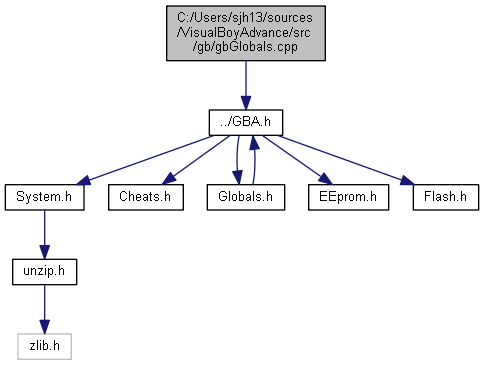 C:/Users/sjh13/sources
/VisualBoyAdvance/src
/gb/gbGlobals.cpp
../GBA.h
System.h
Cheats.h
Globals.h
EEprom.h
Flash.h
unzip.h
zlib.h